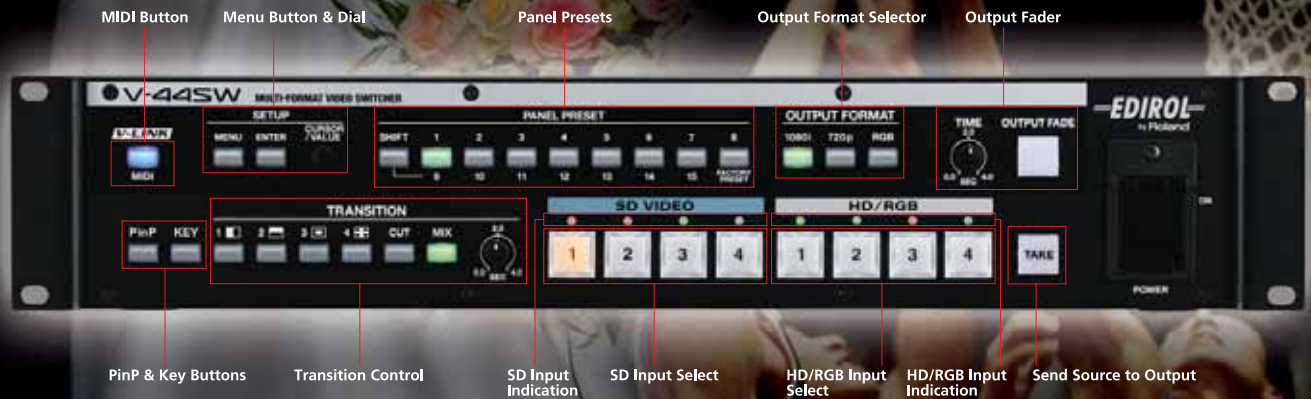 MIDI Button Menu Button & Dial Panel Presets Output Format Selector Output Fader
V-44SW MULTI-FORMAT VIDEO SWITCHER
EDIROL
by Roland
V-LINK
MIDI
SETUP
MENU ENTER CURSOR
/VALUE
PANEL PRESET
SHIFT 1 2 3 4 5 6 7 8
9 10 11 12 13 14 15 FACTORY
PRESET
OUTPUT FORMAT
1080i 720p RGB
TIME OUTPUT FADE
2.0
0.0 4.0
SEC
ON
POWER
PinP KEY
TRANSITION
1 2 3 4 CUT MIX
2.0
0.0 4.0
SEC
SD VIDEO
1 2 3 4
HD/RGB
1 2 3 4
TAKE
PinP & Key Buttons Transition Control SD Input
Indication SD Input Select HD/RGB Input
Select HD/RGB Input
Indication Send Source to Output